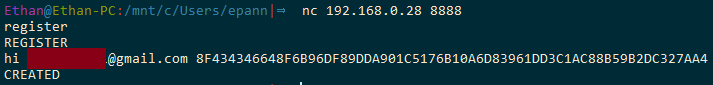 Ethan@Ethan-PC:/mnt/c/Users/epann|⇒ nc 192.168.0.28 8888
register
REGISTER
hi @gmail.com 8F434346648F6B96DF89DDA901C5176B10A6D83961DD3C1AC88B59B2DC327AA4
CREATED